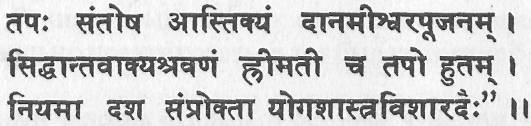 तपः संतोष आस्तिक्यं दानमीश्वरपूजनम् ।
सिद्धान्तवाक्यश्रवणं ह्रीमती च तपो हुतम् ।
नियमा दश संप्रोक्ता योगशास्त्रविशारदैः” ।।